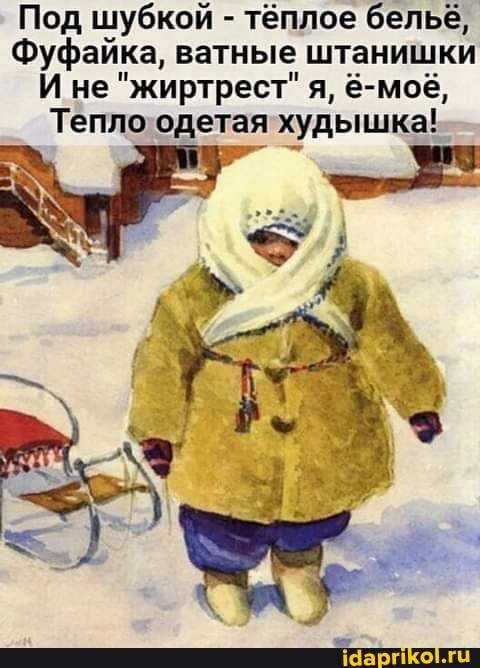 Под шубкой - тёплое бельё,
Фуфайка, ватные штанишки
И не "жиртрест" я, ё-моё,
Тепло одетая худышка!
idaprikol.ru